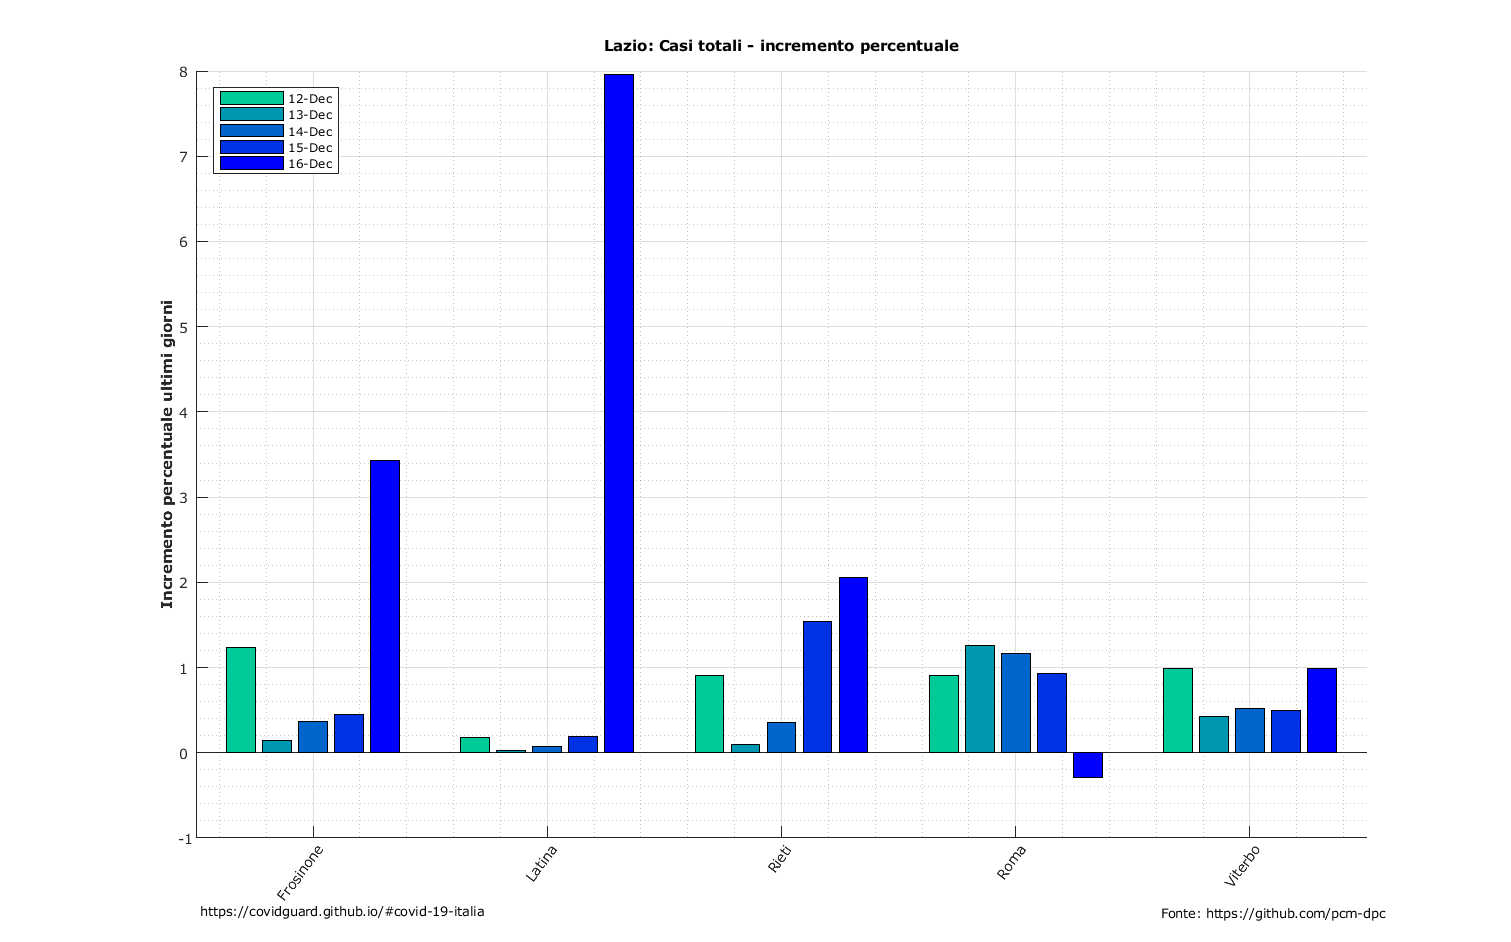 Lazio: Casi totali - incremento percentuale
12-Dec
13-Dec
14-Dec
15-Dec
16-Dec
Incremento percentuale ultimi giorni
8
7
6
5
4
3
2
1
0
-1
Frosinone
Latina
Rieti
Roma
Viterbo
https://covidguard.github.io/#covid-19-italia
Fonte: https://github.com/pcm-dpc